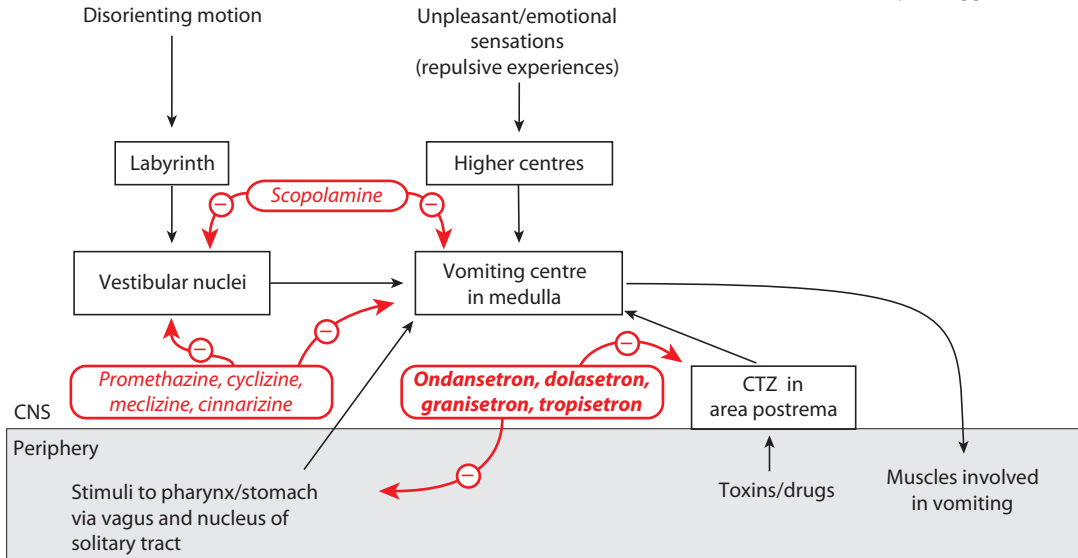 Disorienting motion
Unpleasant/emotional
sensations
(repulsive experiences)
Labyrinth
Higher centres
−
Scopolamine
−
Vestibular nuclei
Vomiting centre
in medulla
−
−
−
Promethazine, cyclizine,
meclizine, cinnarizine
Ondansetron, dolasetron,
granisetron, tropisetron
CTZ in
area postrema
CNS
Periphery
−
Stimuli to pharynx/stomach
via vagus and nucleus of
solitary tract
Toxins/drugs
Muscles involved
in vomiting